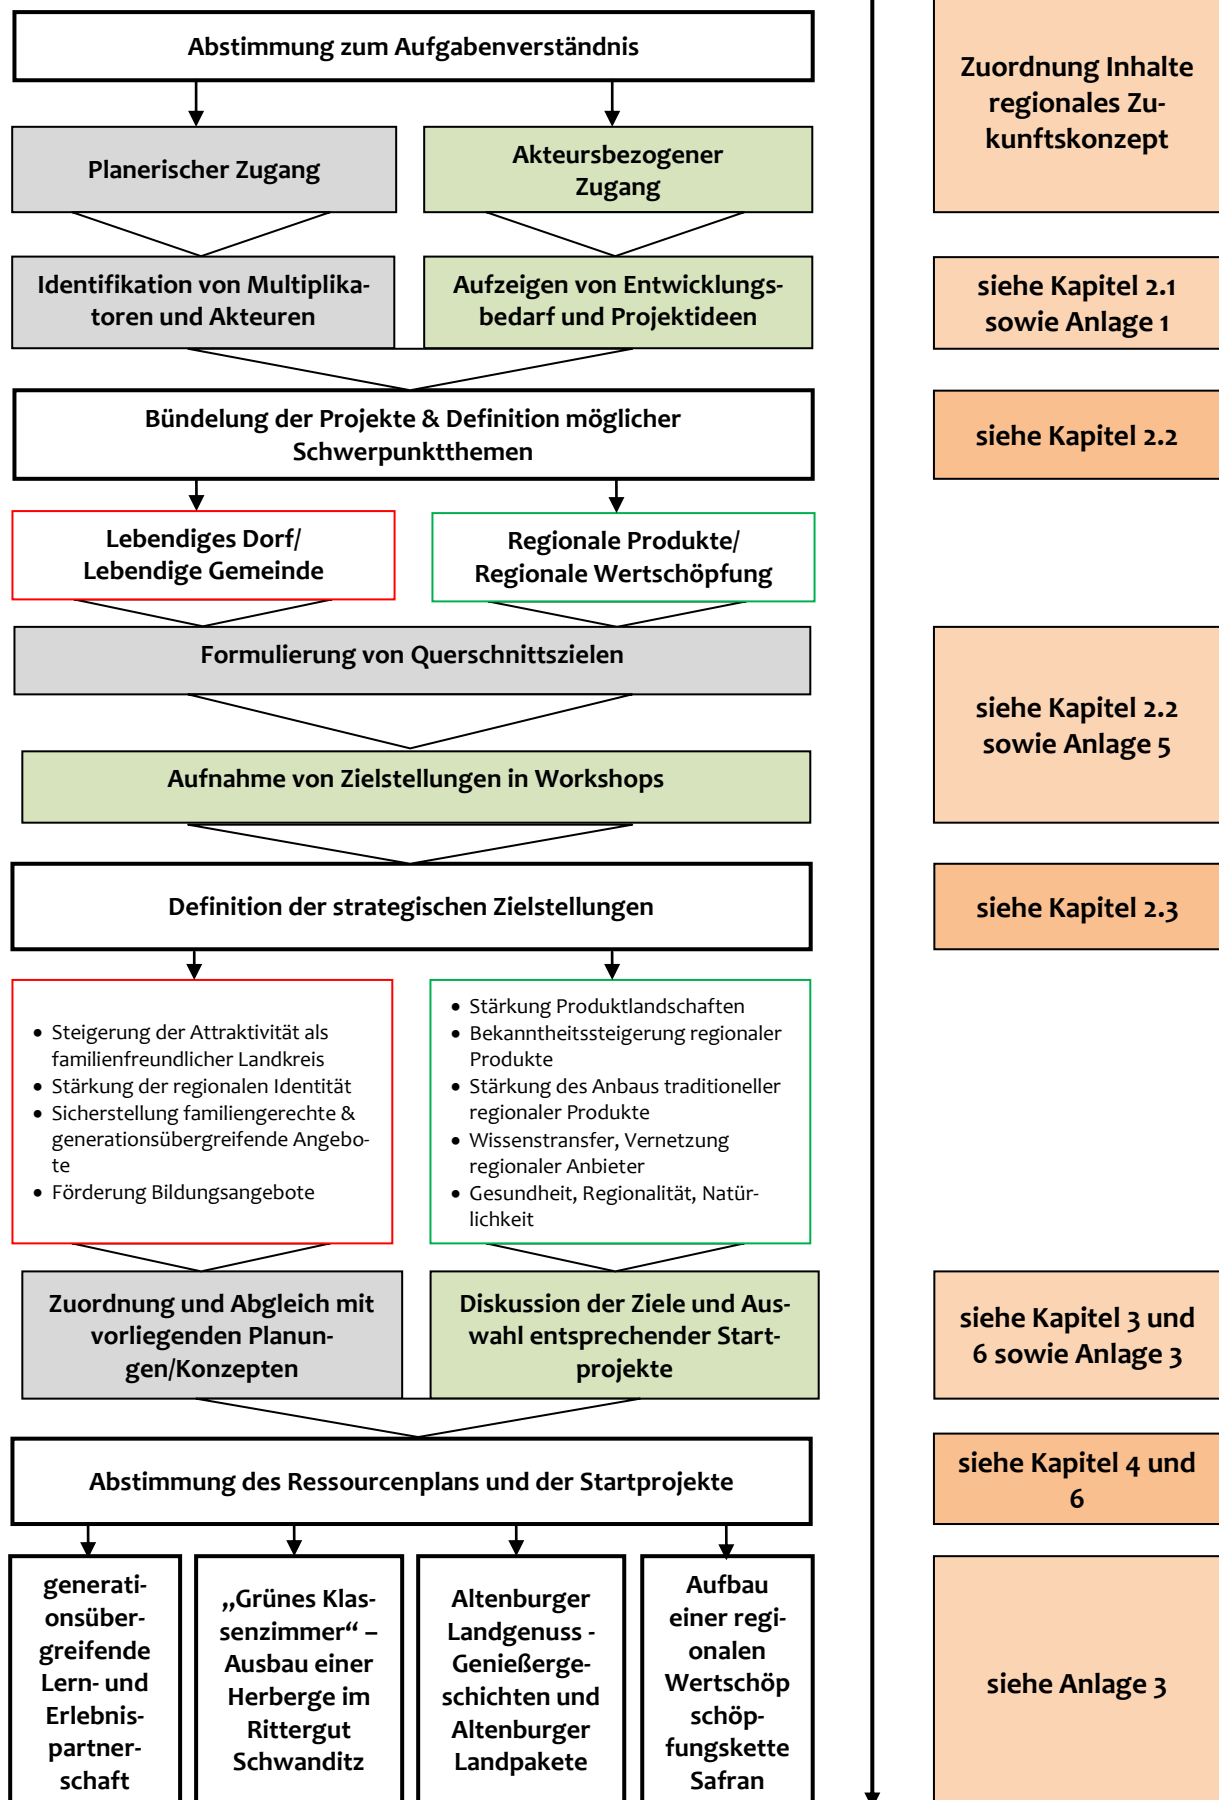 Abstimmung zum Aufgabenverständnis
Zuordnung Inhalte
regionales Zu-
kunftskonzept
Planerischer Zugang
Akteursbezogener
Zugang
Identifikation von Multiplika-
toren und Akteuren
Aufzeigen von Entwicklungs-
bedarf und Projektideen
siehe Kapitel 2.1
sowie Anlage 1
Bündelung der Projekte & Definition möglicher
Schwerpunktthemen
siehe Kapitel 2.2
Lebendiges Dorf/
Lebendige Gemeinde
Regionale Produkte/
Regionale Wertschöpfung
Formulierung von Querschnittszielen
siehe Kapitel 2.2
sowie Anlage 5
Aufnahme von Zielstellungen in Workshops
Definition der strategischen Zielstellungen
siehe Kapitel 2.3
• Steigerung der Attraktivität als
familienfreundlicher Landkreis
• Stärkung der regionalen Identität
• Sicherstellung familiengerechte &
generationsübergreifende Angebo-
te
• Förderung Bildungsangebote
• Stärkung Produktlandschaften
• Bekanntheitssteigerung regionaler
Produkte
• Stärkung des Anbaus traditioneller
regionaler Produkte
• Wissenstransfer, Vernetzung
regionaler Anbieter
• Gesundheit, Regionalität, Natür-
lichkeit
Zuordnung und Abgleich mit
vorliegenden Planun-
gen/Konzepten
Diskussion der Ziele und Aus-
wahl entsprechender Start-
projekte
siehe Kapitel 3 und
6 sowie Anlage 3
Abstimmung des Ressourcenplans und der Startprojekte
siehe Kapitel 4 und
6
generati-
onsüber-
greifende
Lern- und
Erlebnis-
partner-
schaft
„Grünes Klas-
senzimmer“ –
Ausbau einer
Herberge im
Rittergut
Schwanditz
Altenburger
Landgenuss -
Genießerge-
schichten und
Altenburger
Landpakete
Aufbau
einer regi-
onalen
Wertschöp
schöp-
fungskette
Safran
siehe Anlage 3